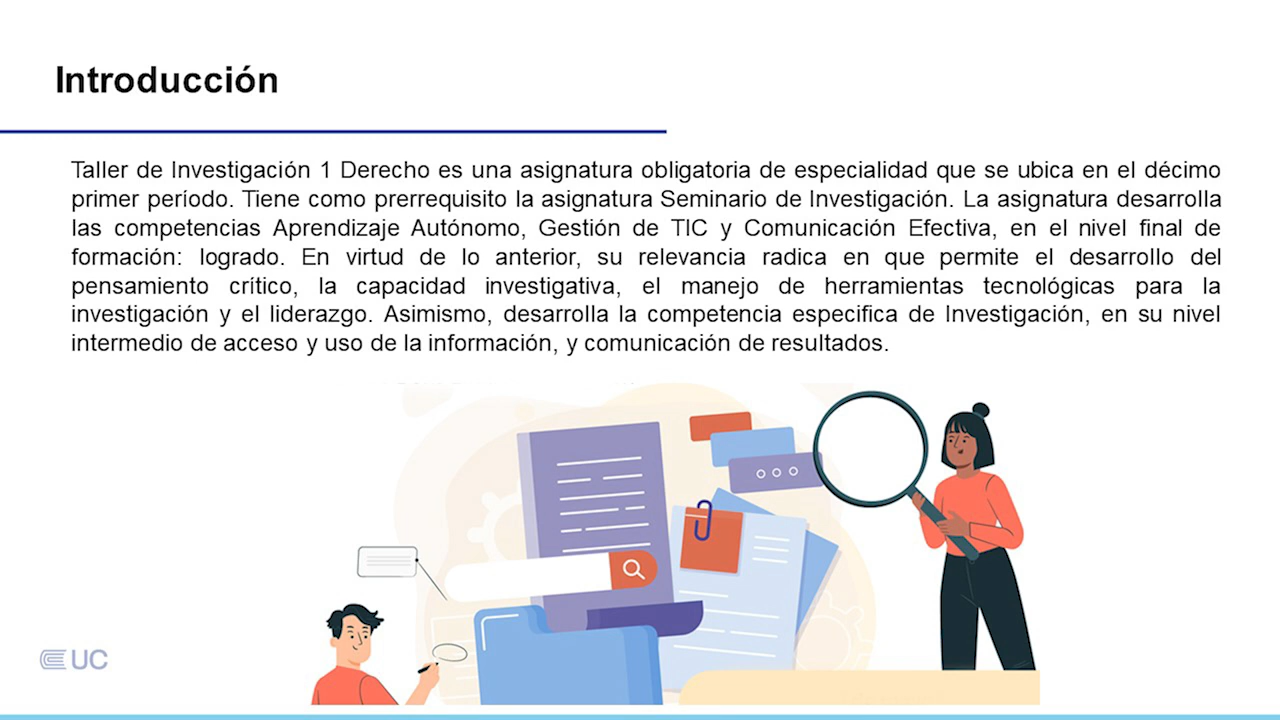 Introducción
Taller de Investigación 1 Derecho es una asignatura obligatoria de especialidad que se ubica en el décimo
primer período. Tiene como prerrequisito la asignatura Seminario de Investigación. La asignatura desarrolla
las competencias Aprendizaje Autónomo, Gestión de TIC y Comunicación Efectiva, en el nivel final de
formación: logrado. En virtud de lo anterior, su relevancia radica en que permite el desarrollo del
pensamiento crítico, la capacidad investigativa, el manejo de herramientas tecnológicas para la
investigación y el liderazgo. Asimismo, desarrolla la competencia especifica de Investigación, en su nivel
intermedio de acceso y uso de la información, y comunicación de resultados.
UC